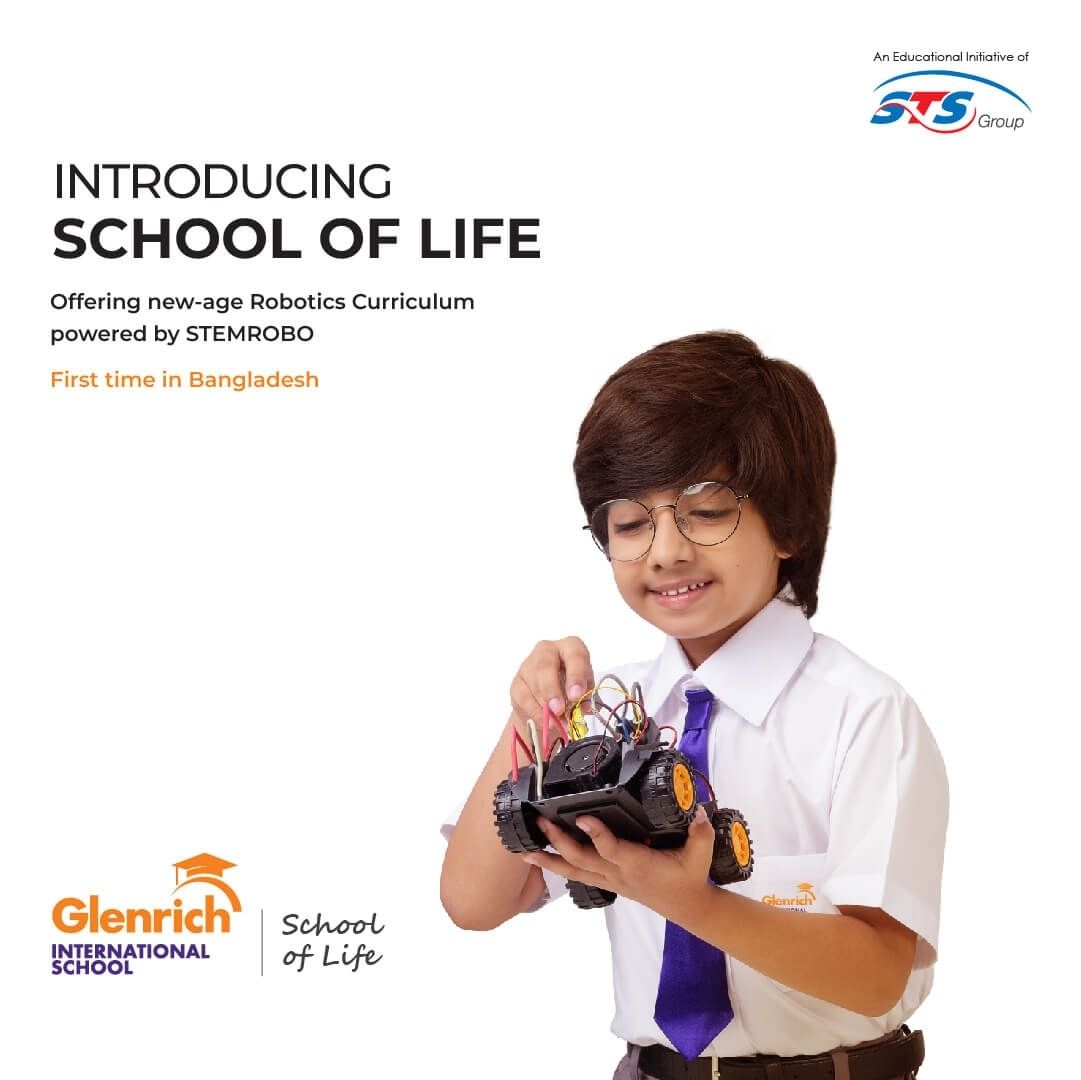 An Educational Initiative of
STS Group
INTRODUCING
SCHOOL OF LIFE
Offering new-age Robotics Curriculum
powered by STEMROBO
First time in Bangladesh
Glenrich
INTERNATIONAL
SCHOOL
School
of Life
Glenrich